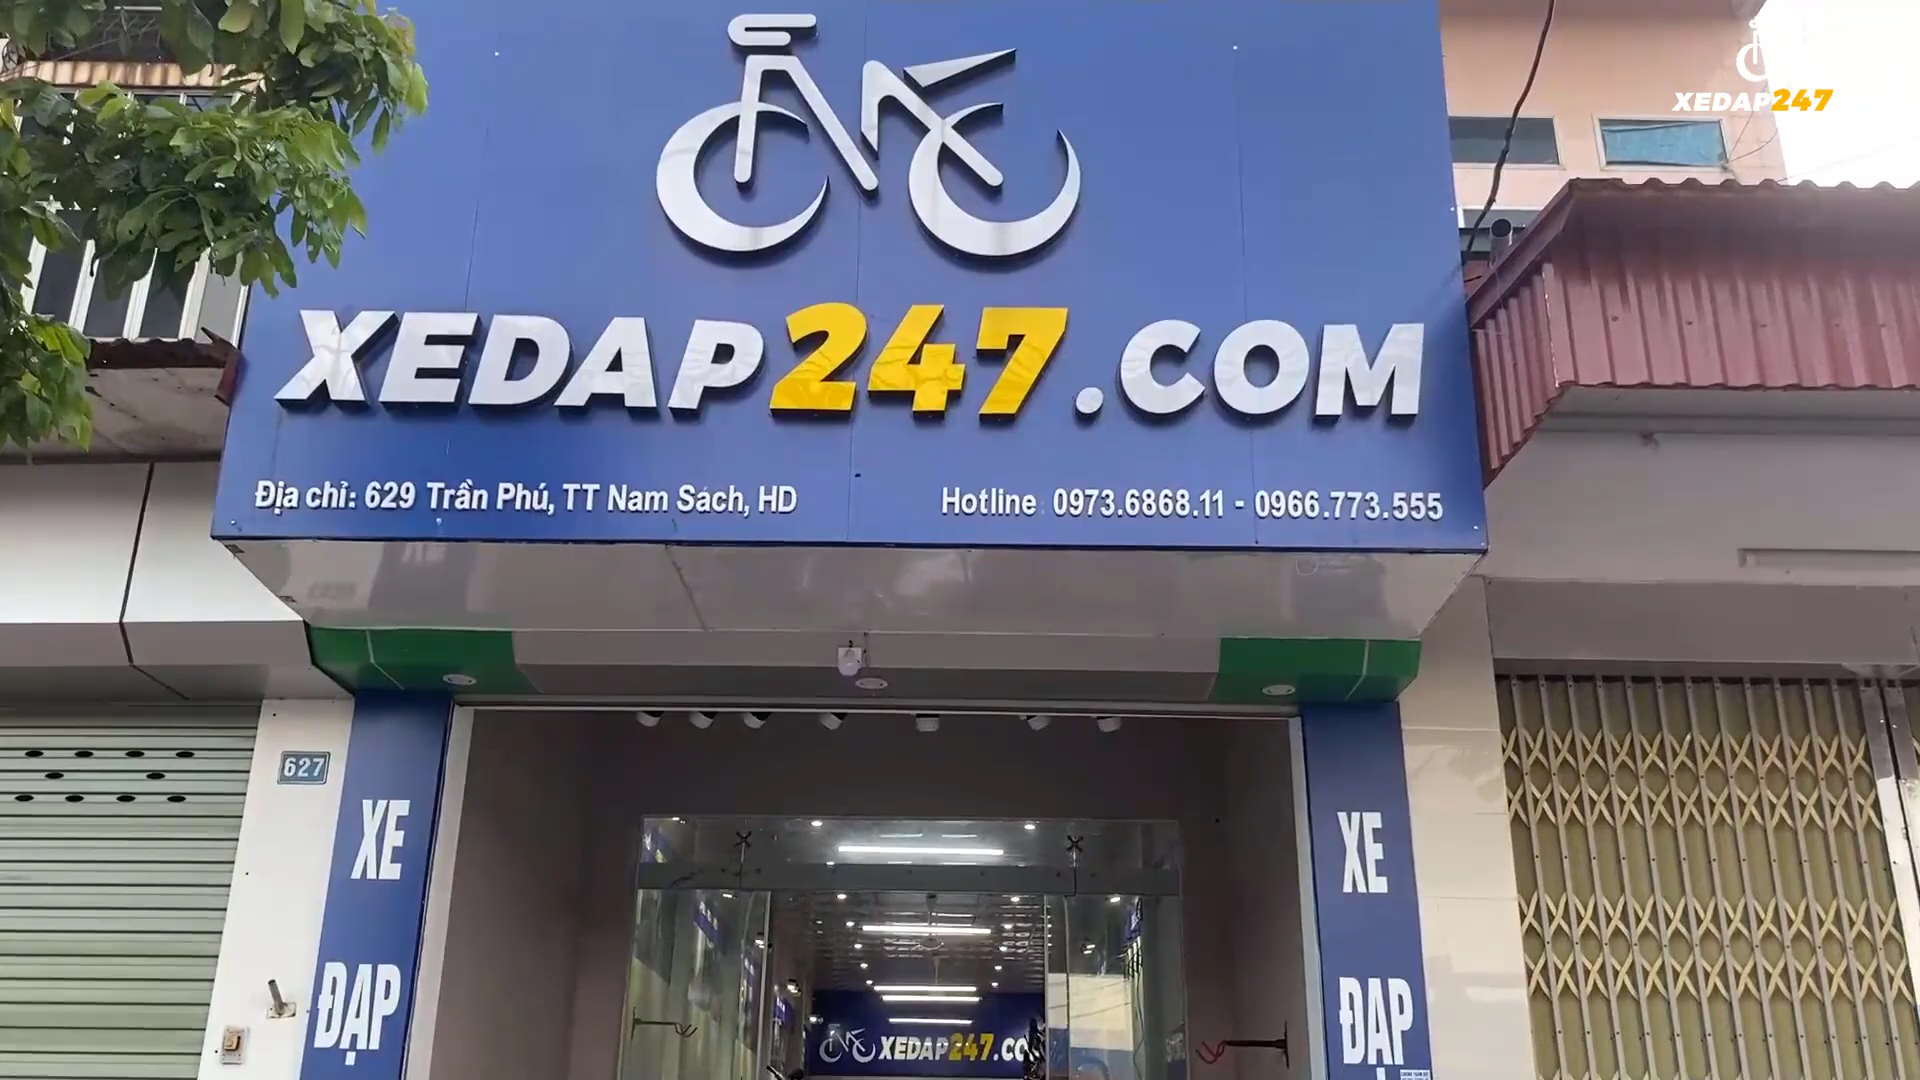 XEDAP247
XEDAP247.COM
Địa chỉ: 629 Trần Phú, TT Nam Sách, HD
Hotline: 0973.6868.11 - 0966.773.555
627
XE
ĐẠP
XE
ĐẠP
XEDAP247.CO